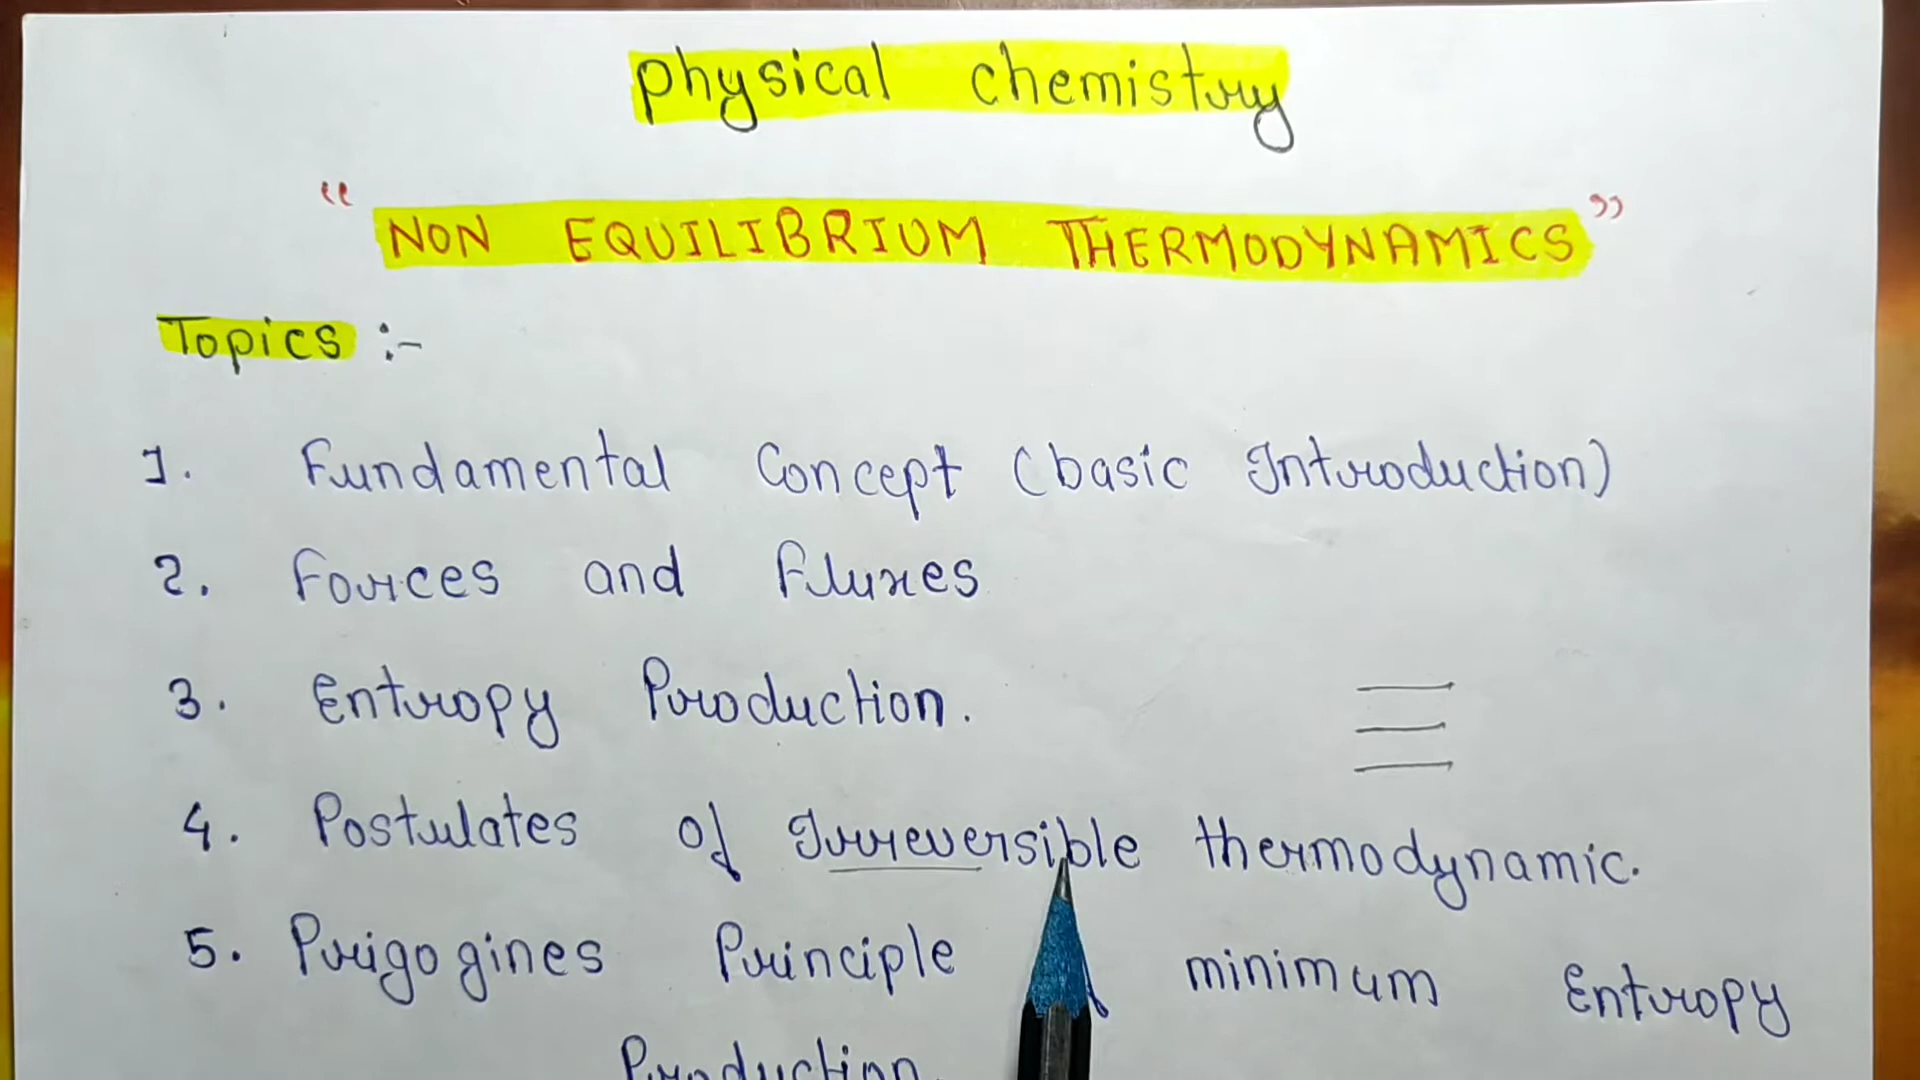 physical chemistry
" NON EQUILIBRIUM THERMODYNAMICS "
Topics :-
1. Fundamental Concept (basic Introduction)
2. Forces and Fluxes
3. Entropy Production.
4. Postulates of Irreversible thermodynamic.
5. Prigogines Principle minimum Entropy
Production.